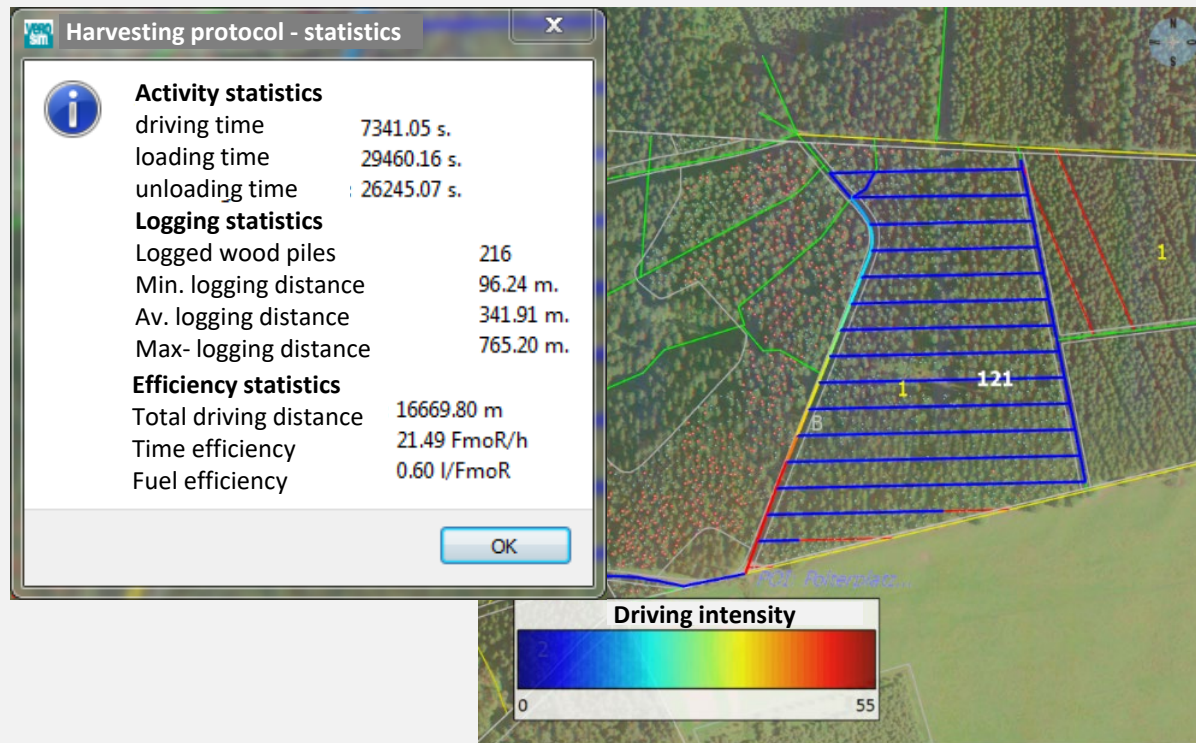 VEROSIM
Harvesting protocol - statistics
X
i
Activity statistics
driving time 7341.05 s.
loading time 29460.16 s.
unloading time : 26245.07 s.
Logging statistics
Logged wood piles 216
Min. logging distance 96.24 m.
Av. logging distance 341.91 m.
Max- logging distance 765.20 m.
Efficiency statistics
Total driving distance 16669.80 m
Time efficiency 21.49 FmoR/h
Fuel efficiency 0.60 l/FmoR
OK
N
S
1
121
1
B
Polterplatz...
Driving intensity
2
0 55